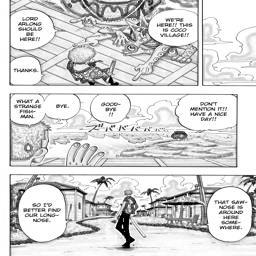 WE'RE
HERE!! THIS
IS COCO
VILLAGE!!
LORD
ARLONG
SHOULD
BE
HERE!!
THANKS.
DON'T
MENTION IT!!
HAVE A NICE
DAY!!
GOOD-
BYE
!!
BYE.
WHAT A
STRANGE
FISH-
MAN.
THAT SAW-
NOSE IS
AROUND
HERE
SOME-
WHERE.
SO I'D
BETTER FIND
OUR LONG-
NOSE.